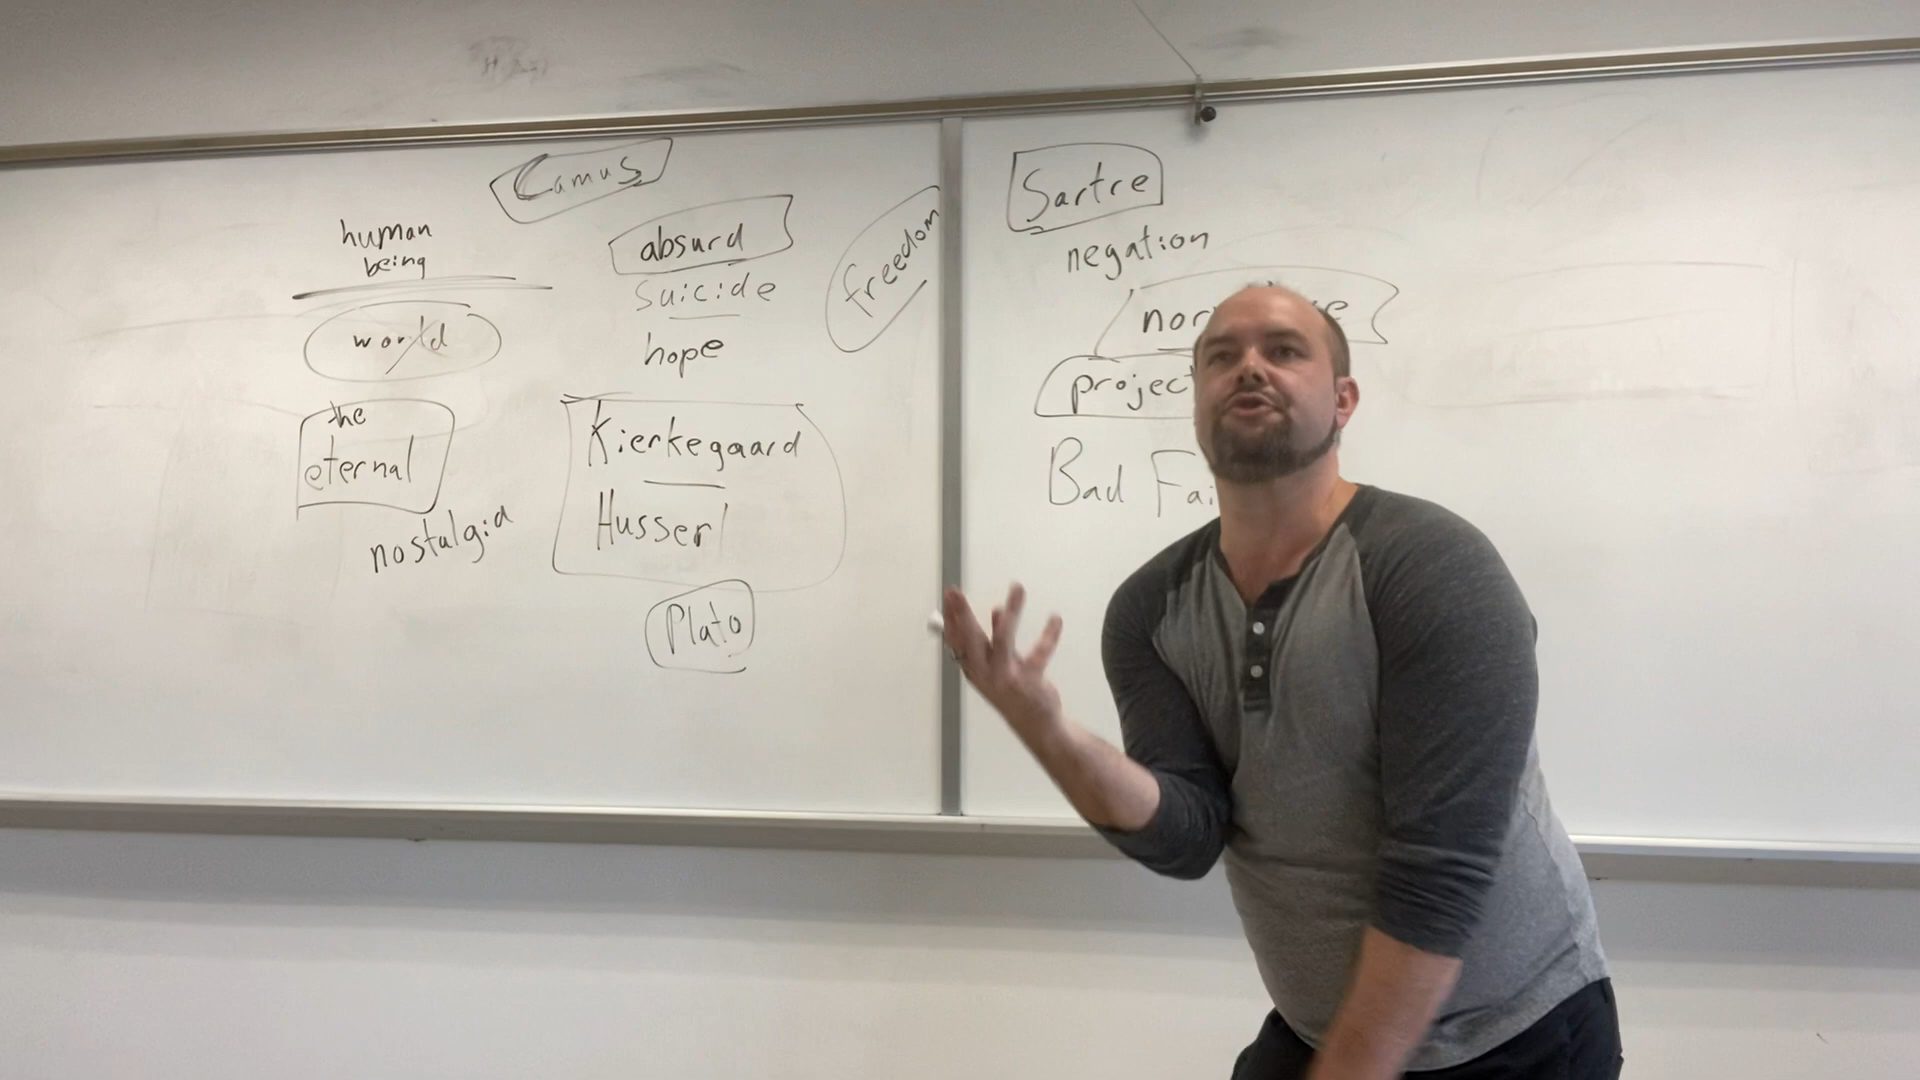 Camus
human
being
world
the
eternal
nostalgia
absurd
suicide
hope
Kierkegaard
Husserl
Plato
freedom
Sartre
negation
Bad